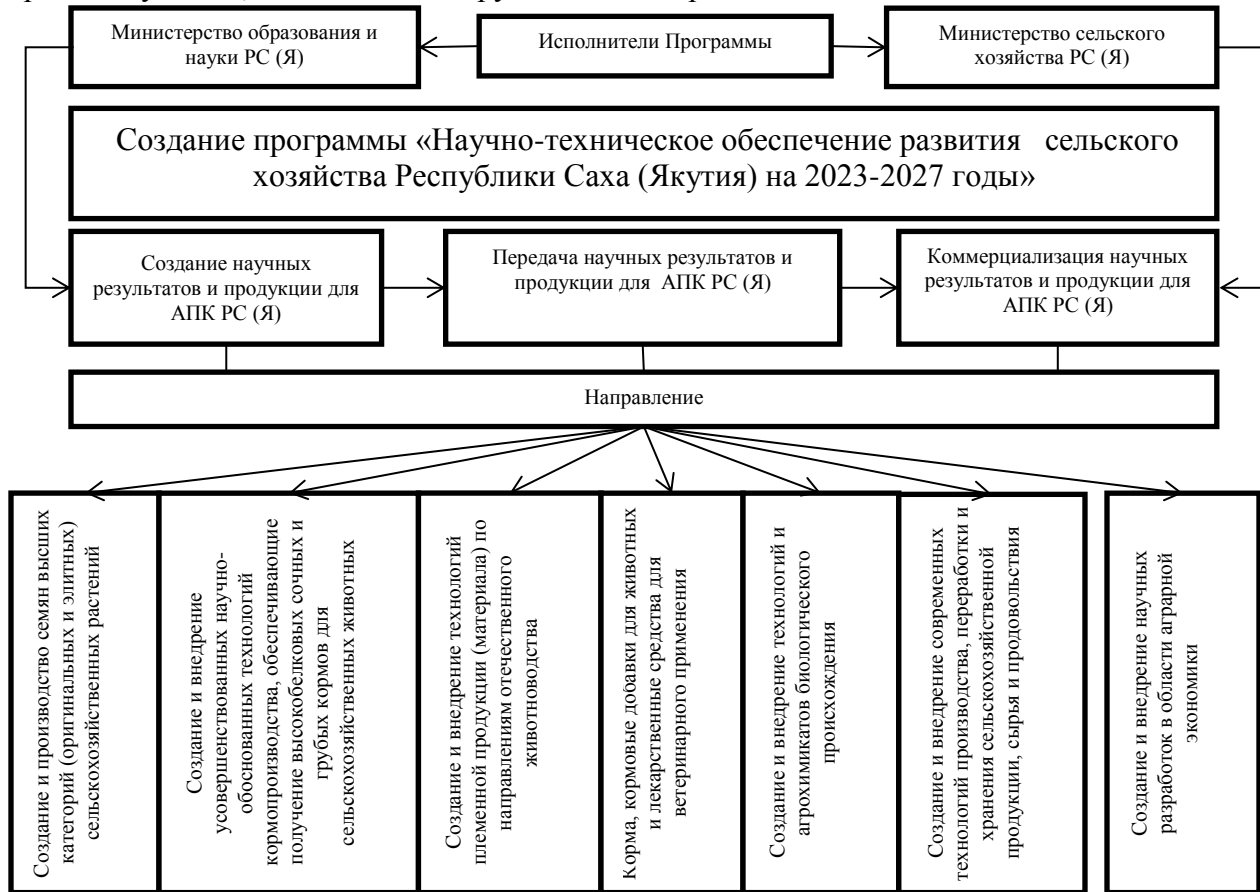 Министерство образования и
науки РС (Я)
Исполнители Программы
Министерство сельского
хозяйства РС (Я)
Создание программы «Научно-техническое обеспечение развития сельского
хозяйства Республики Саха (Якутия) на 2023-2027 годы»
Создание научных
результатов и продукции для
АПК РС (Я)
Передача научных результатов и
продукции для АПК РС (Я)
Коммерциализация научных
результатов и продукции для
АПК РС (Я)
Направление
Создание и производство семян высших
категорий (оригинальных и элитных)
сельскохозяйственных растений
Создание и внедрение
усовершенствованных научно-
обоснованных технологий
кормопроизводства, обеспечивающие
получение высокобелковых сочных и
грубых кормов для
сельскохозяйственных животных
Создание и внедрение технологий
племенной продукции (материала) по
направлениям отечественного
животноводства
Корма, кормовые добавки для животных
и лекарственные средства для
ветеринарного применения
Создание и внедрение технологий и
агрохимикатов биологического
происхождения
Создание и внедрение современных
технологий роизводства, переработки и
хранения сельскохозяйственной
продукции, сырья и продовольствия
Создание и внедрение научных
разработок в области аграрной
экономики